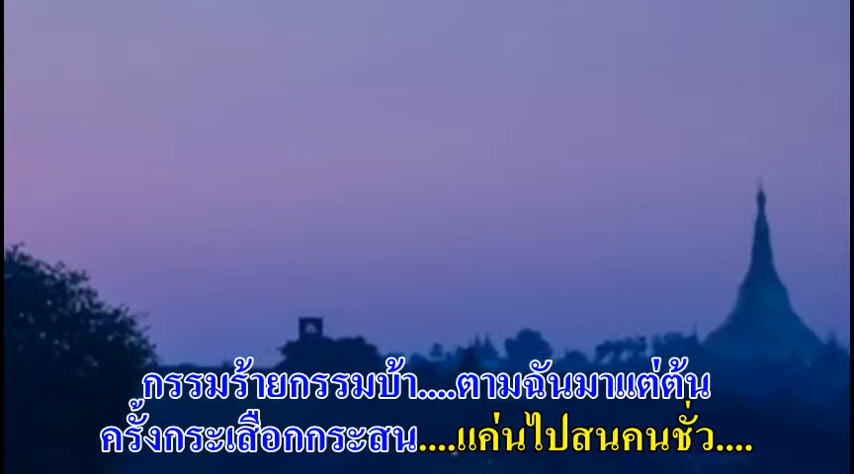 กรรมร้ายกรรมบ้า....ตามฉันมาแต่ต้น
ครั้งกระเสือกกระสน....แค่นไปสนคนชั่ว....